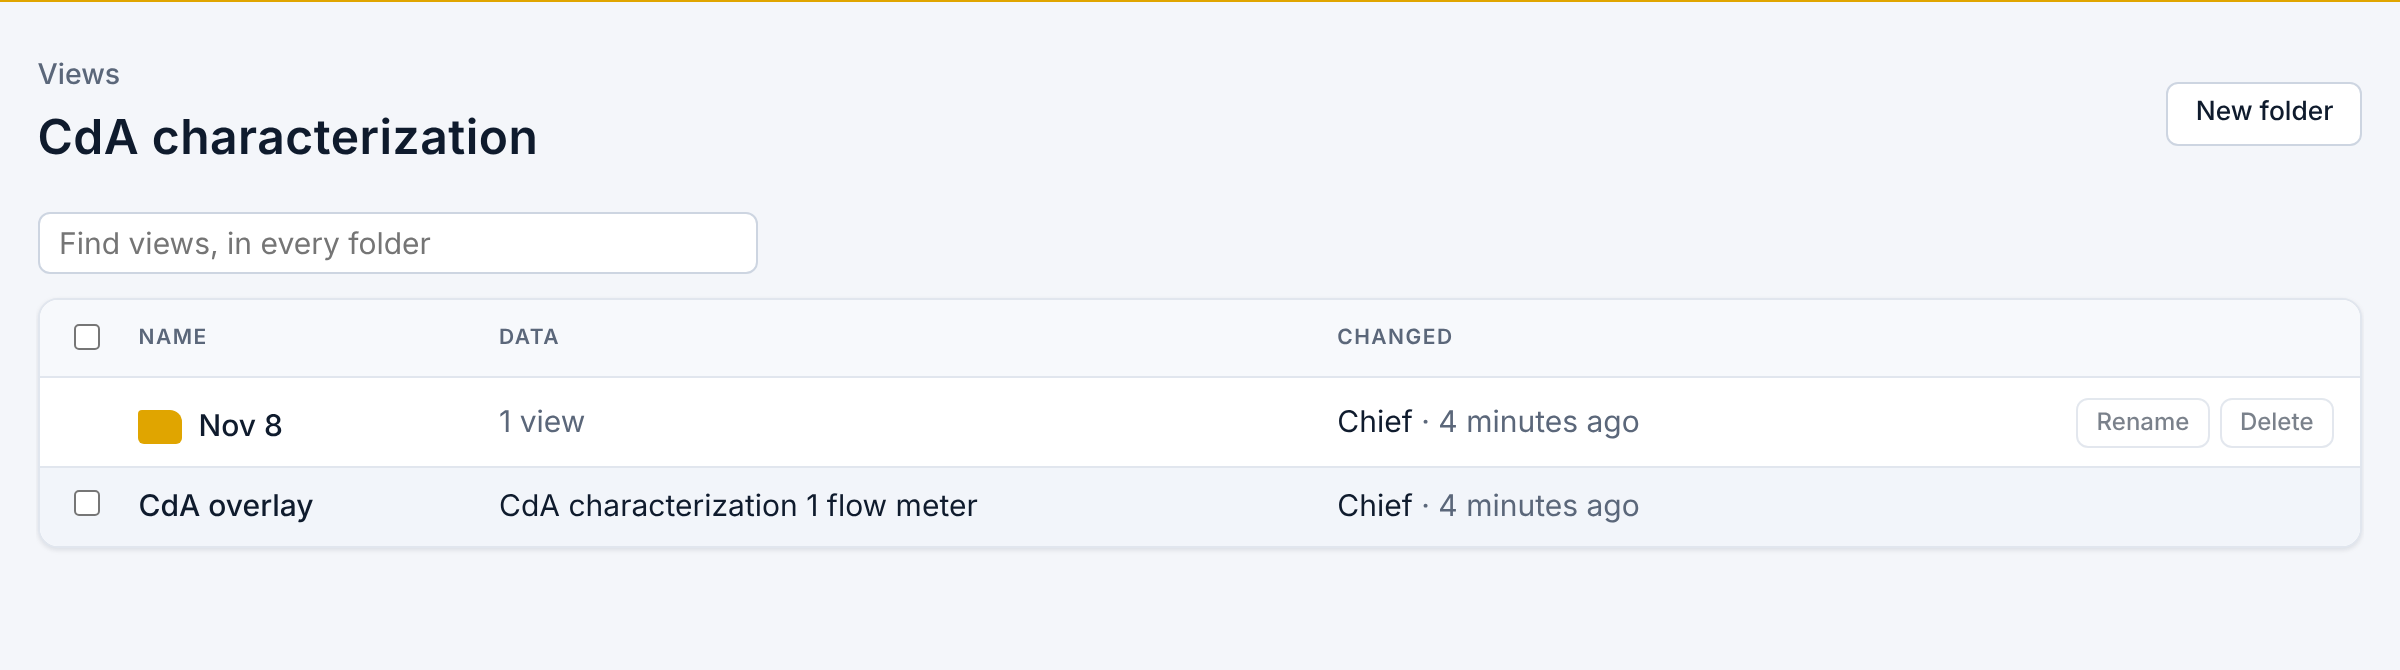 Views
CdA characterization
New folder
Find views, in every folder
NAME DATA CHANGED
Nov 8 1 view Chief · 4 minutes ago Rename Delete
CdA overlay CdA characterization 1 flow meter Chief · 4 minutes ago